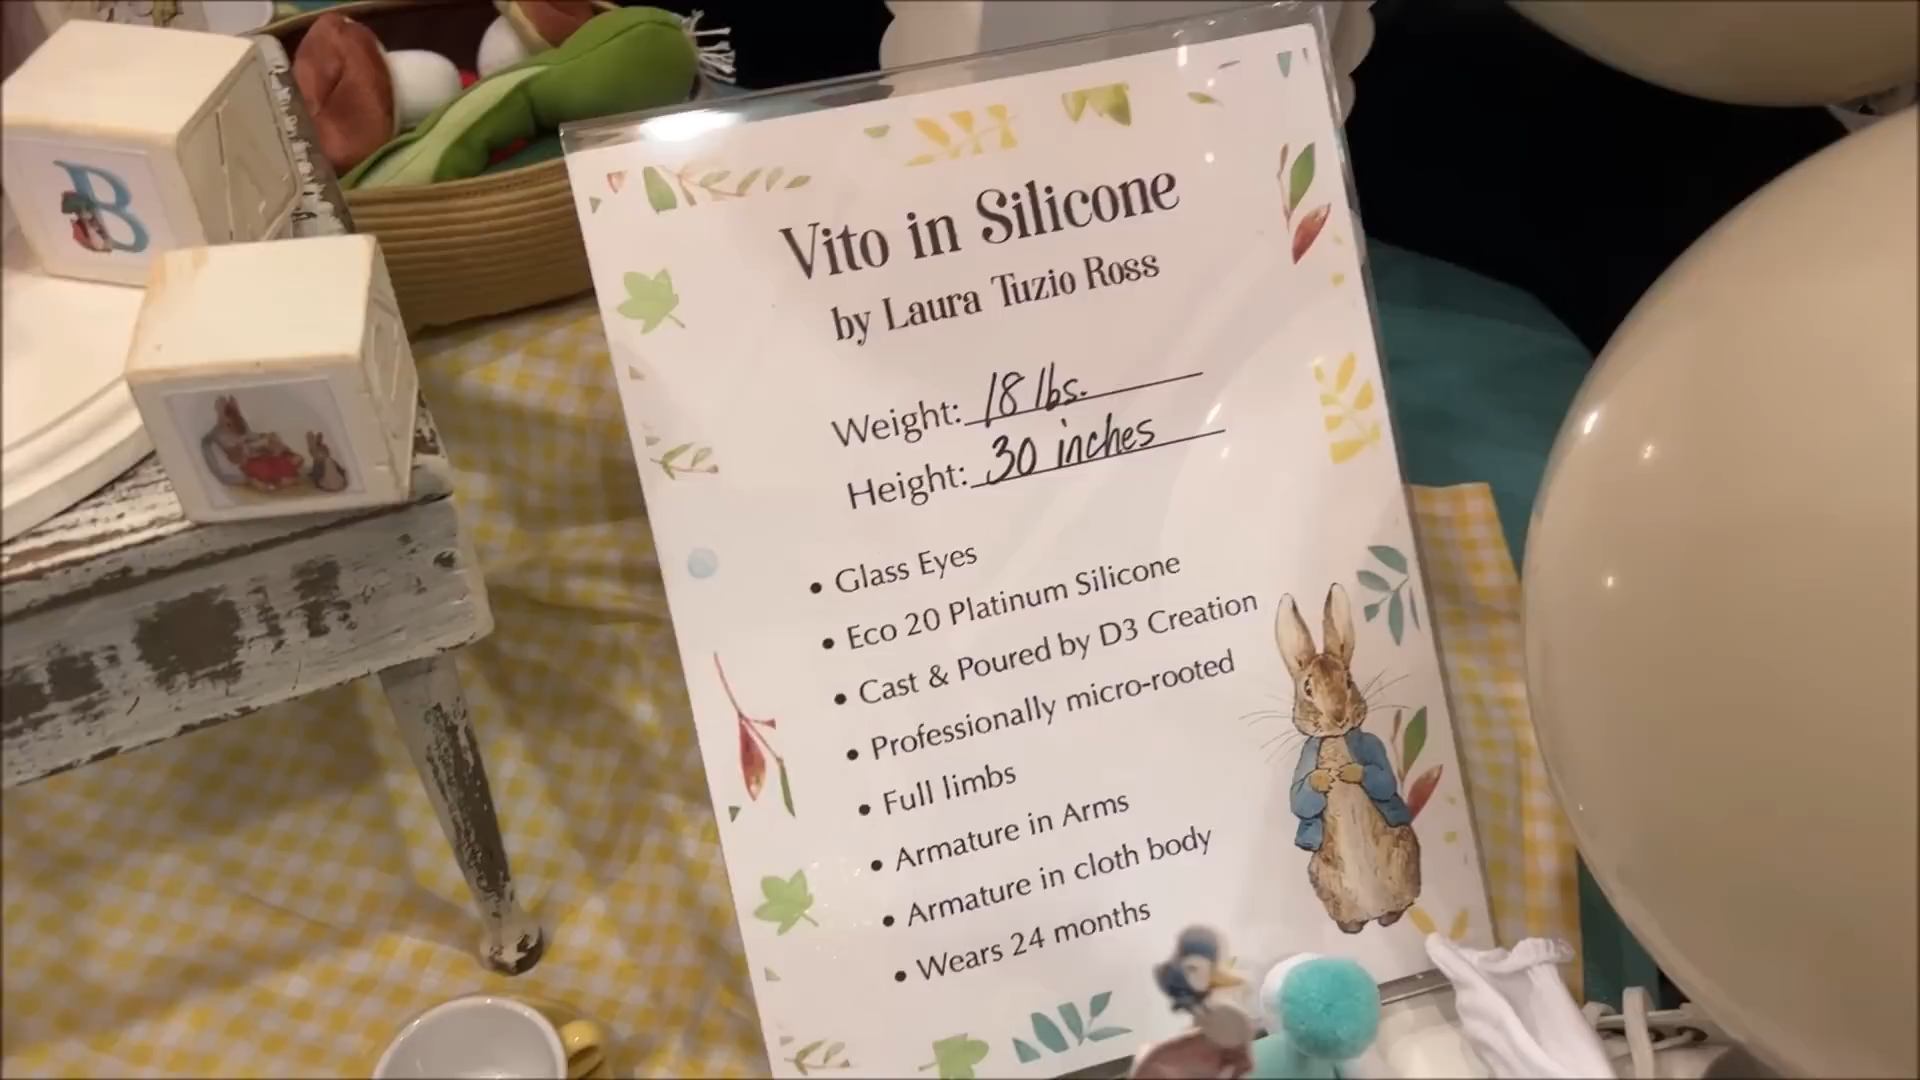 B
Vito in Silicone
by Laura Tuzio Ross
Weight: 18 lbs.
Height: 30 inches
• Glass Eyes
• Eco 20 Platinum Silicone
• Cast & Poured by D3 Creation
• Professionally micro-rooted
• Full limbs
• Armature in Arms
• Armature in cloth body
• Wears 24 months